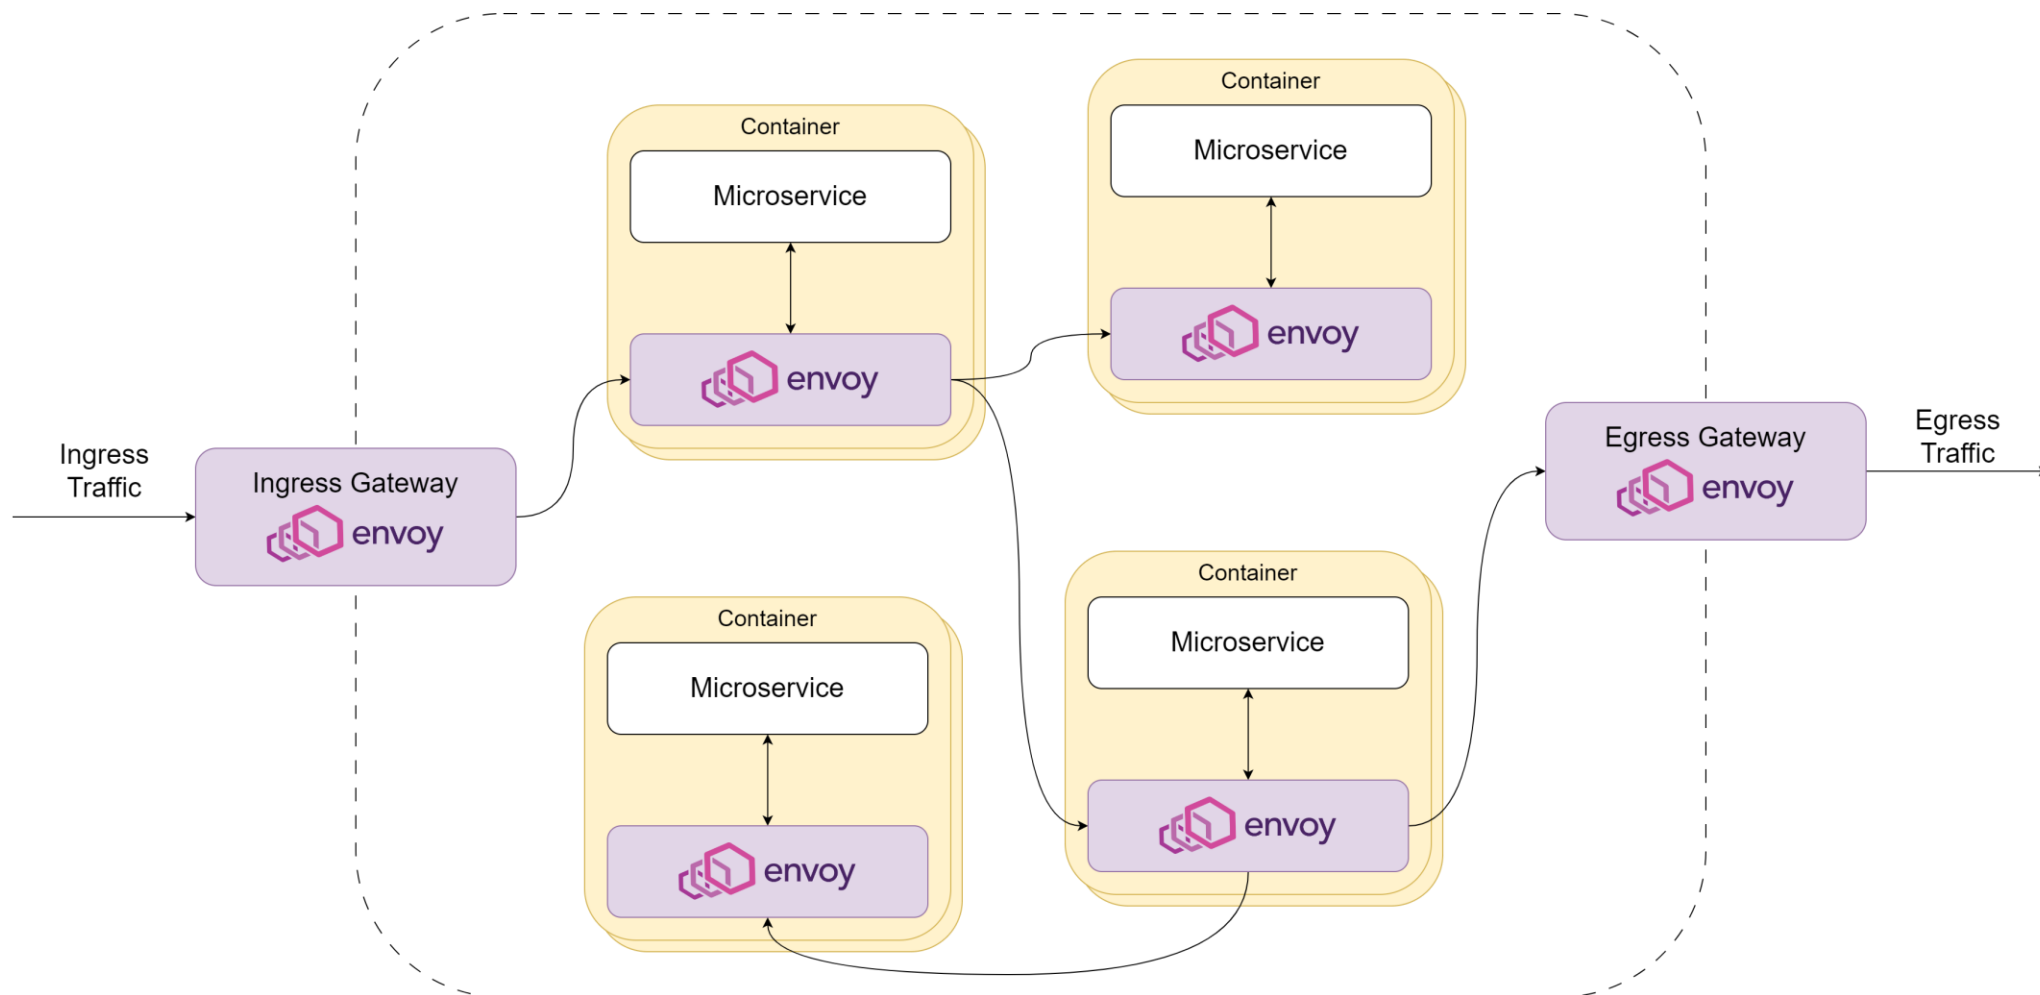 Ingress
Traffic
Ingress Gateway
envoy
Container
Microservice
envoy
Container
Microservice
envoy
Container
Microservice
envoy
Container
Microservice
envoy
Egress Gateway
envoy
Egress
Traffic